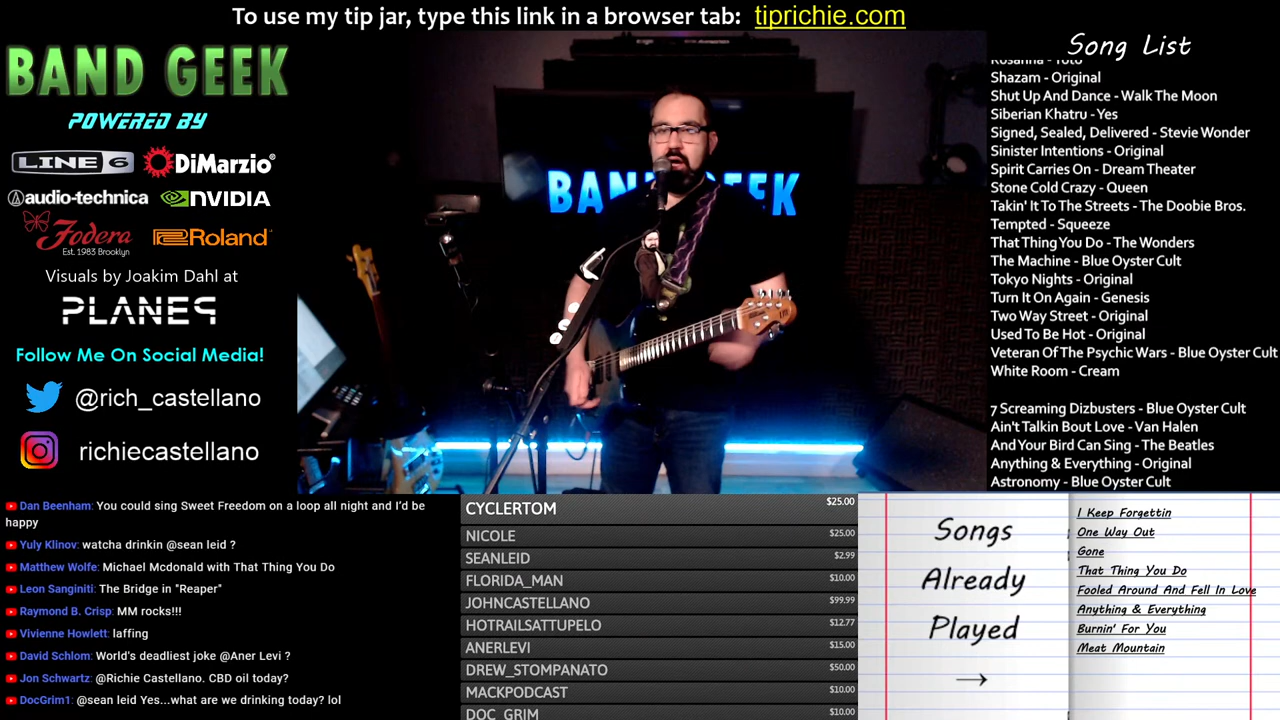 To use my tip jar, type this link in a browser tab: tiprichie.com
BAND GEEK
POWERED BY
LINE 6
DiMarzio®
audio-technica
NVIDIA
Fodera
Est. 1983 Brooklyn
Roland
Visuals by Joakim Dahl at
PLANE9
Follow Me On Social Media!
@rich_castellano
richiecastellano
BAND GEEK
Song List
Rosanna - Toto
Shazam - Original
Shut Up And Dance - Walk The Moon
Siberian Khatru - Yes
Signed, Sealed, Delivered - Stevie Wonder
Sinister Intentions - Original
Spirit Carries On - Dream Theater
Stone Cold Crazy - Queen
Takin' It To The Streets - The Doobie Bros.
Tempted - Squeeze
That Thing You Do - The Wonders
The Machine - Blue Oyster Cult
Tokyo Nights - Original
Turn It On Again - Genesis
Two Way Street - Original
Used To Be Hot - Original
Veteran Of The Psychic Wars - Blue Oyster Cult
White Room - Cream
7 Screaming Dizbusters - Blue Oyster Cult
Ain't Talkin Bout Love - Van Halen
And Your Bird Can Sing - The Beatles
Anything & Everything - Original
Astronomy - Blue Oyster Cult
Dan Beenham: You could sing Sweet Freedom on a loop all night and I'd be
happy
Yuly Klinov: watcha drinkin @sean leid ?
Matthew Wolfe: Michael Mcdonald with That Thing You Do
Leon Sanginiti: The Bridge in "Reaper"
Raymond B. Crisp: MM rocks!!!
Vivienne Howlett: laffing
David Schlom: World's deadliest joke @Aner Levi ?
Jon Schwartz: @Richie Castellano. CBD oil today?
DocGrim1: @sean leid Yes...what are we drinking today? lol
CYCLERTOM $25.00
NICOLE $25.00
SEANLEID $2.99
FLORIDA_MAN $10.00
JOHNCASTELLANO $99.99
HOTRAILSATTUPELO $12.77
ANERLEVI $15.00
DREW_STOMPANATO $50.00
MACKPODCAST $10.00
DOC_GRIM $10.00
Songs
Already
Played
→
I Keep Forgettin
One Way Out
Gone
That Thing You Do
Fooled Around And Fell In Love
Anything & Everything
Burnin' For You
Meat Mountain